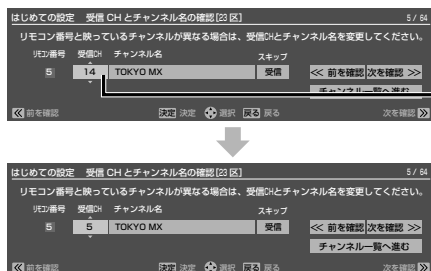 はじめての設定 受信 CH とチャンネル名の確認[23 区] 5 / 64
リモコン番号と映っているチャンネルが異なる場合は、受信CHとチャンネル名を変更してください。
リモコン番号 受信CH チャンネル名 スキップ
5 14 TOKYO MX 受信 << 前を確認 次を確認 >>
チャンネル一覧へ進む
前を確認 決定 決定 選択 戻る 戻る 次を確認
はじめての設定 受信 CH とチャンネル名の確認[23 区] 5 / 64
リモコン番号と映っているチャンネルが異なる場合は、受信CHとチャンネル名を変更してください。
リモコン番号 受信CH チャンネル名 スキップ
5 5 TOKYO MX 受信 << 前を確認 次を確認 >>
チャンネル一覧へ進む
前を確認 決定 決定 選択 戻る 戻る 次を確認